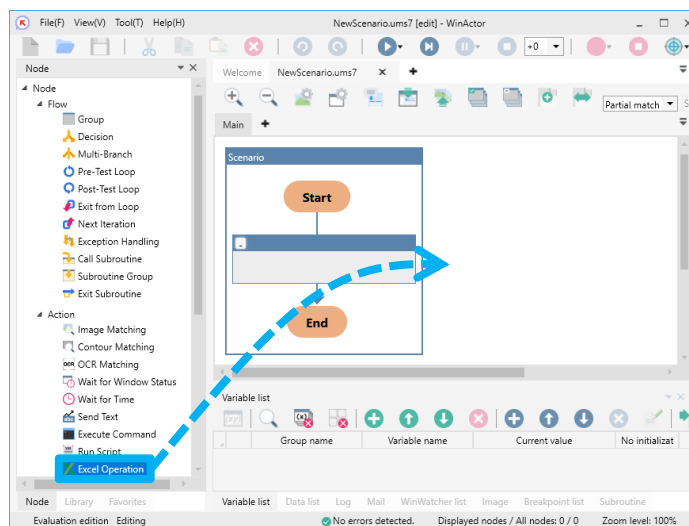 File(F) View(V) Tool(T) Help(H) NewScenario.ums7 [edit] - WinActor
+0
Node
Welcome NewScenario.ums7
Node
Flow
Group
Decision
Multi-Branch
Pre-Test Loop
Post-Test Loop
Exit from Loop
Next Iteration
Exception Handling
Call Subroutine
Subroutine Group
Exit Subroutine
Action
Image Matching
Contour Matching
OCR OCR Matching
Wait for Window Status
Wait for Time
Send Text
Execute Command
Run Script
Excel Operation
Node Library Favorites
Partial match S
Main
Scenario
Start
End
Variable list
Group name Variable name Current value No initializat
Variable list Data list Log Mail WinWatcher list Image Breakpoint list Subroutine
Evaluation edition Editing No errors detected. Displayed nodes / All nodes: 0 / 0 Zoom level: 100%